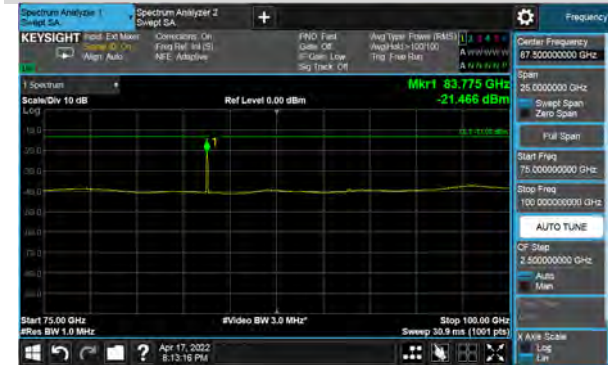 Spectrum Analyzer 1
Swept SA
Spectrum Analyzer 2
Swept SA
+
Frequency
KEYSIGHT Input: Ext Mixer
Align: Auto
Corrections: On
Freq Ref: Int (S)
NFE: Adaptive
PNO: Fast
Gate: Off
IF Gain: Low
Sig Track: Off
Avg Type: Power (RMS)
Avg|Hold: >100/100
Trig: Free Run
1 Spectrum
Scale/Div 10 dB
Log
Ref Level 0.00 dBm
Mkr1 83.775 GHz
-21.466 dBm
1
Start 75.00 GHz
#Res BW 1.0 MHz
#Video BW 3.0 MHz*
Stop 100.00 GHz
Sweep 30.9 ms (1001 pts)
Center Frequency
87.500000000 GHz
Span
25.0000000 GHz
Swept Span
Zero Span
Full Span
Start Freq
75.000000000 GHz
Stop Freq
100.000000000 GHz
AUTO TUNE
CF Step
2.500000000 GHz
Auto
Man
X Axis Scale
Log
Lin
?
Apr 17, 2022
8:13:16 PM